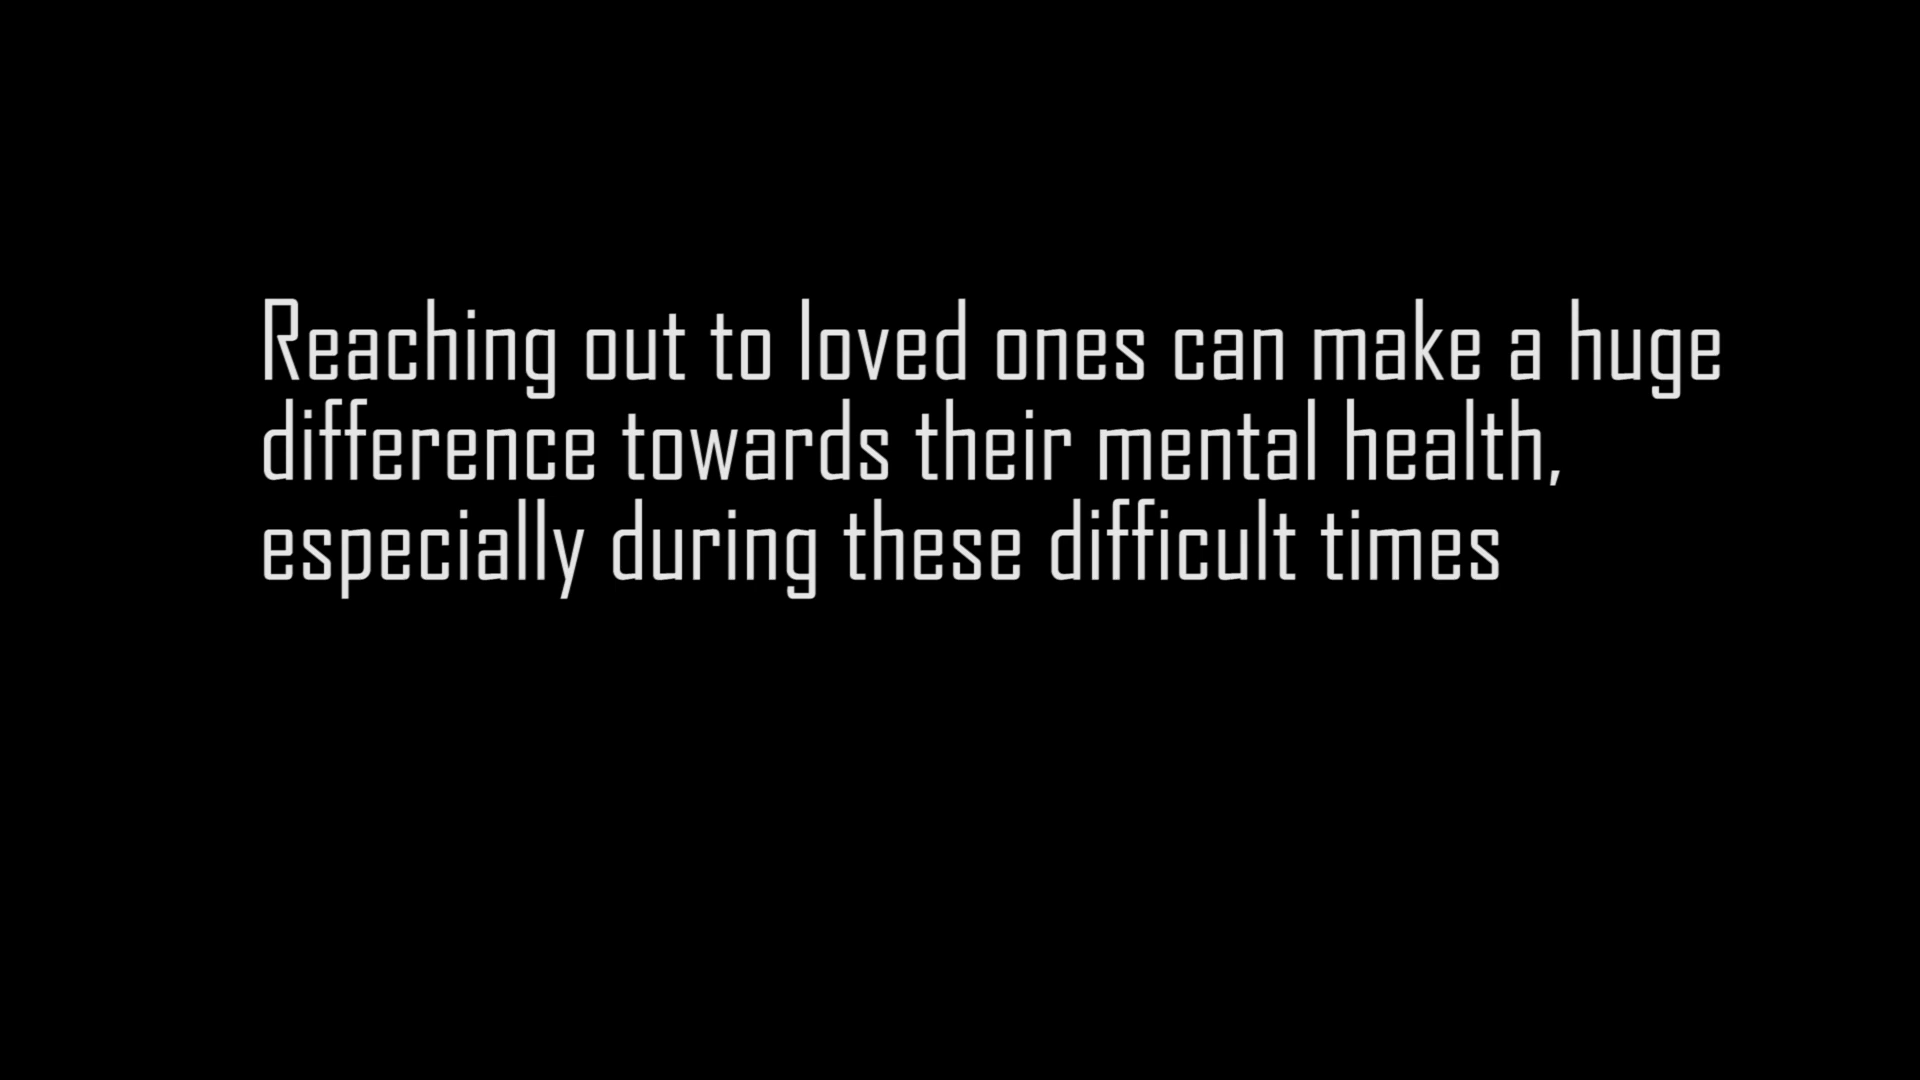 Reaching out to loved ones can make a huge
difference towards their mental health,
especially during these difficult times